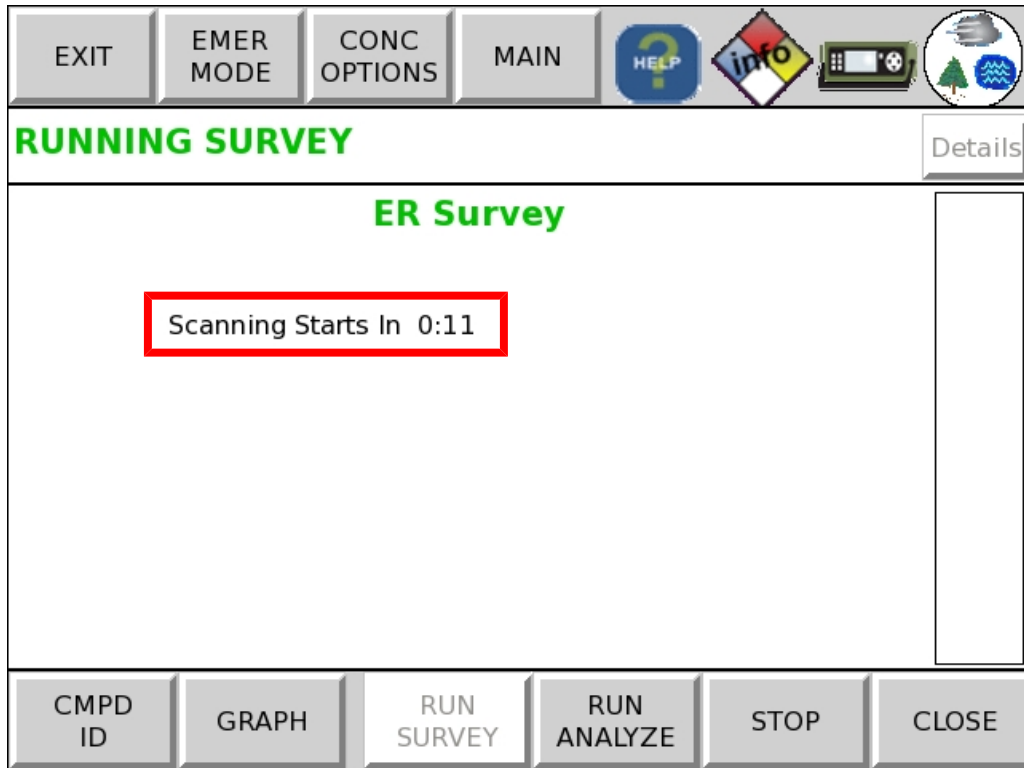 EXIT
EMER
MODE
CONC
OPTIONS
MAIN
HELP
info
RUNNING SURVEY
Details
ER Survey
Scanning Starts In 0:11
CMPD
ID
GRAPH
RUN
SURVEY
RUN
ANALYZE
STOP
CLOSE